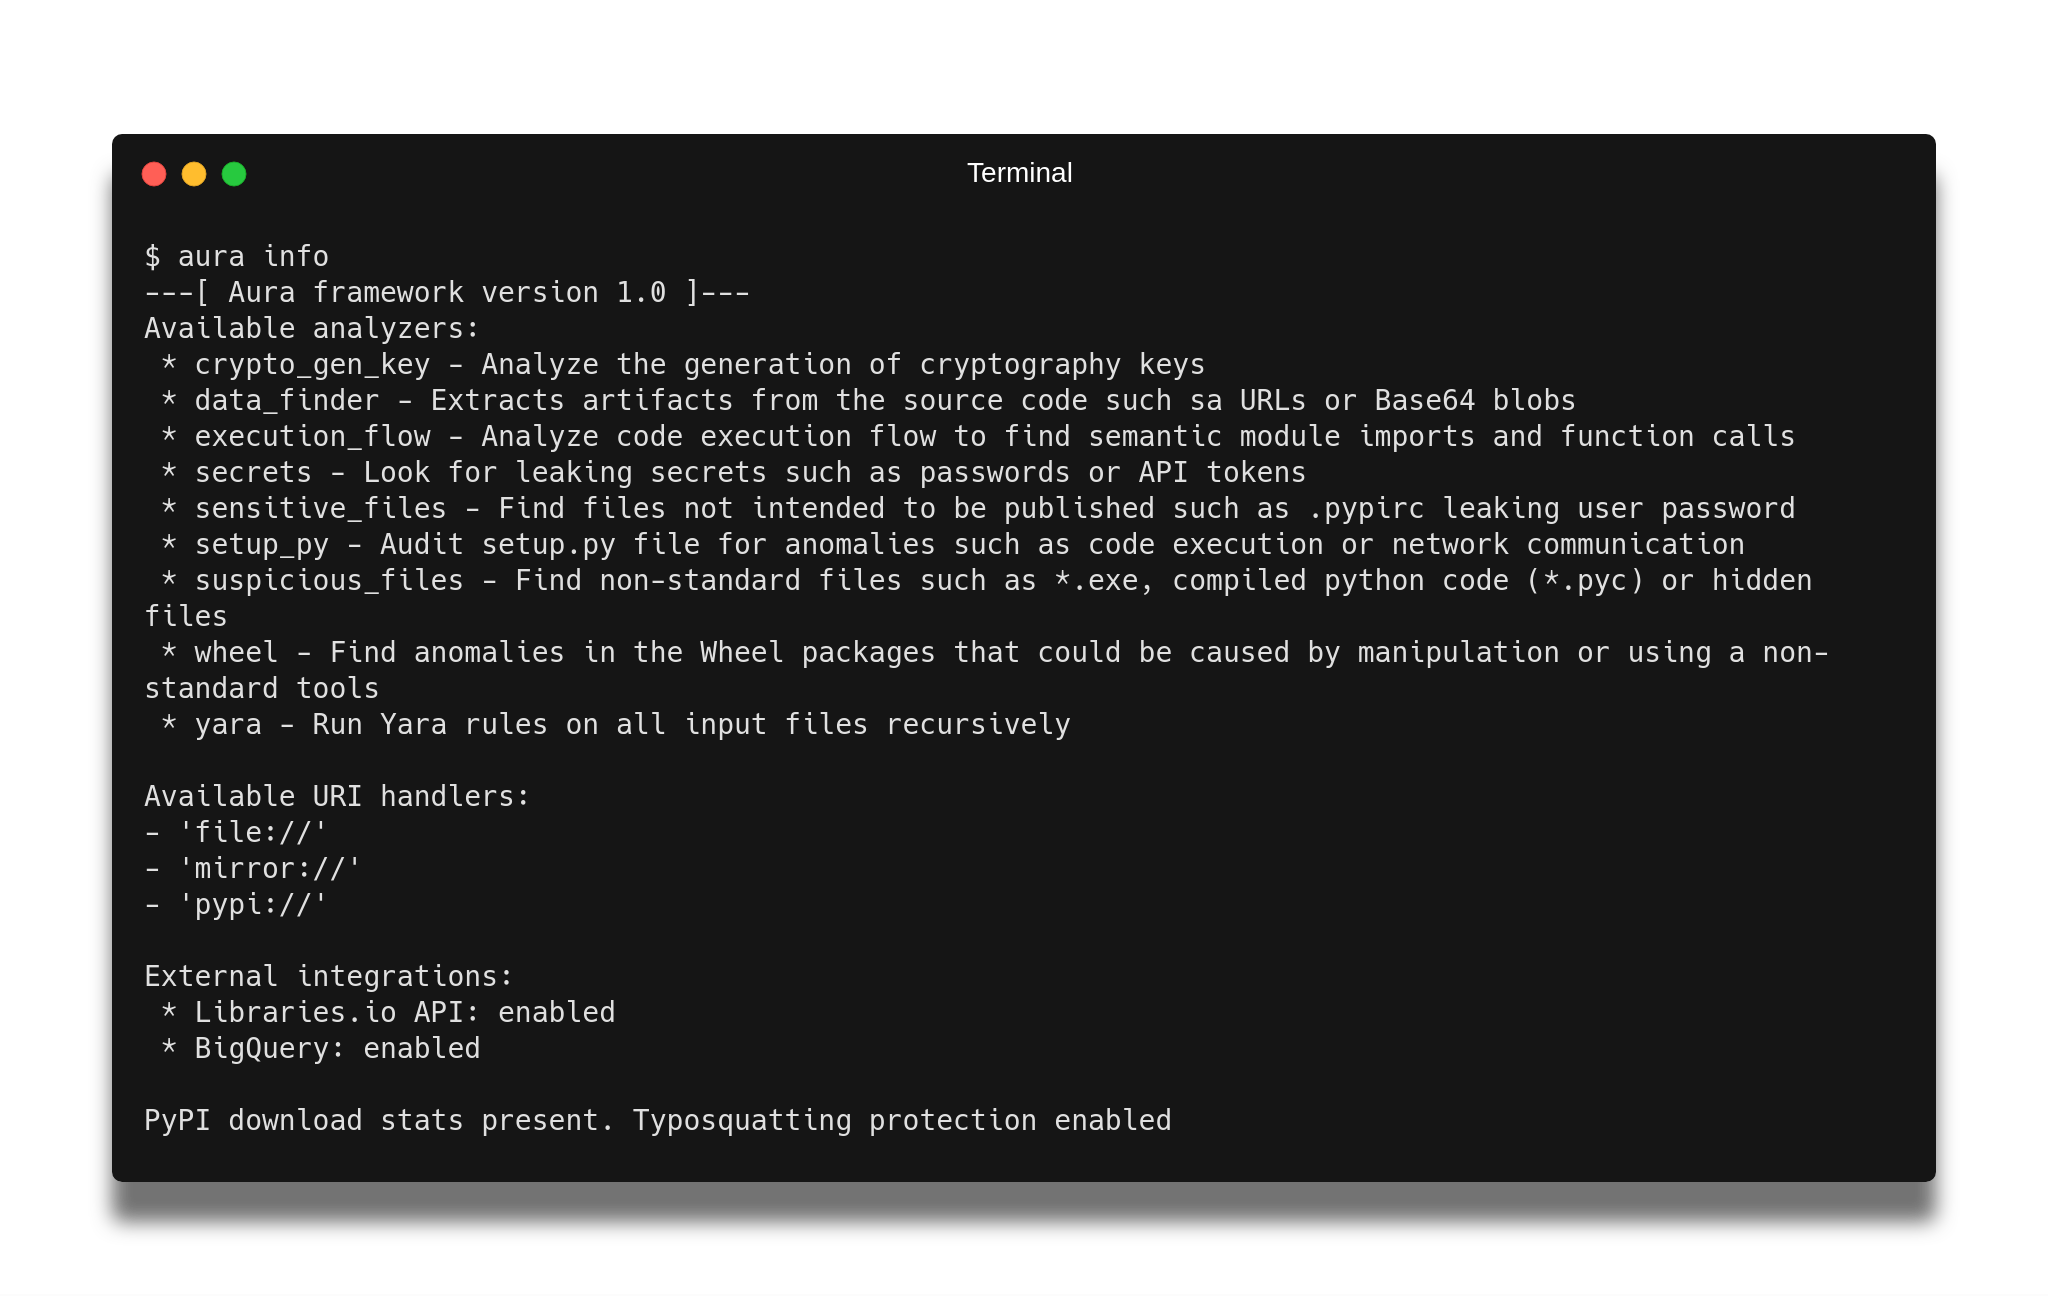 Terminal
$ aura info
---[ Aura framework version 1.0 ]---
Available analyzers:
 * crypto_gen_key - Analyze the generation of cryptography keys
 * data_finder - Extracts artifacts from the source code such sa URLs or Base64 blobs
 * execution_flow - Analyze code execution flow to find semantic module imports and function calls
 * secrets - Look for leaking secrets such as passwords or API tokens
 * sensitive_files - Find files not intended to be published such as .pypirc leaking user password
 * setup_py - Audit setup.py file for anomalies such as code execution or network communication
 * suspicious_files - Find non-standard files such as *.exe, compiled python code (*.pyc) or hidden
files
 * wheel - Find anomalies in the Wheel packages that could be caused by manipulation or using a non-
standard tools
 * yara - Run Yara rules on all input files recursively

Available URI handlers:
- 'file://'
- 'mirror://'
- 'pypi://'

External integrations:
 * Libraries.io API: enabled
 * BigQuery: enabled

PyPI download stats present. Typosquatting protection enabled